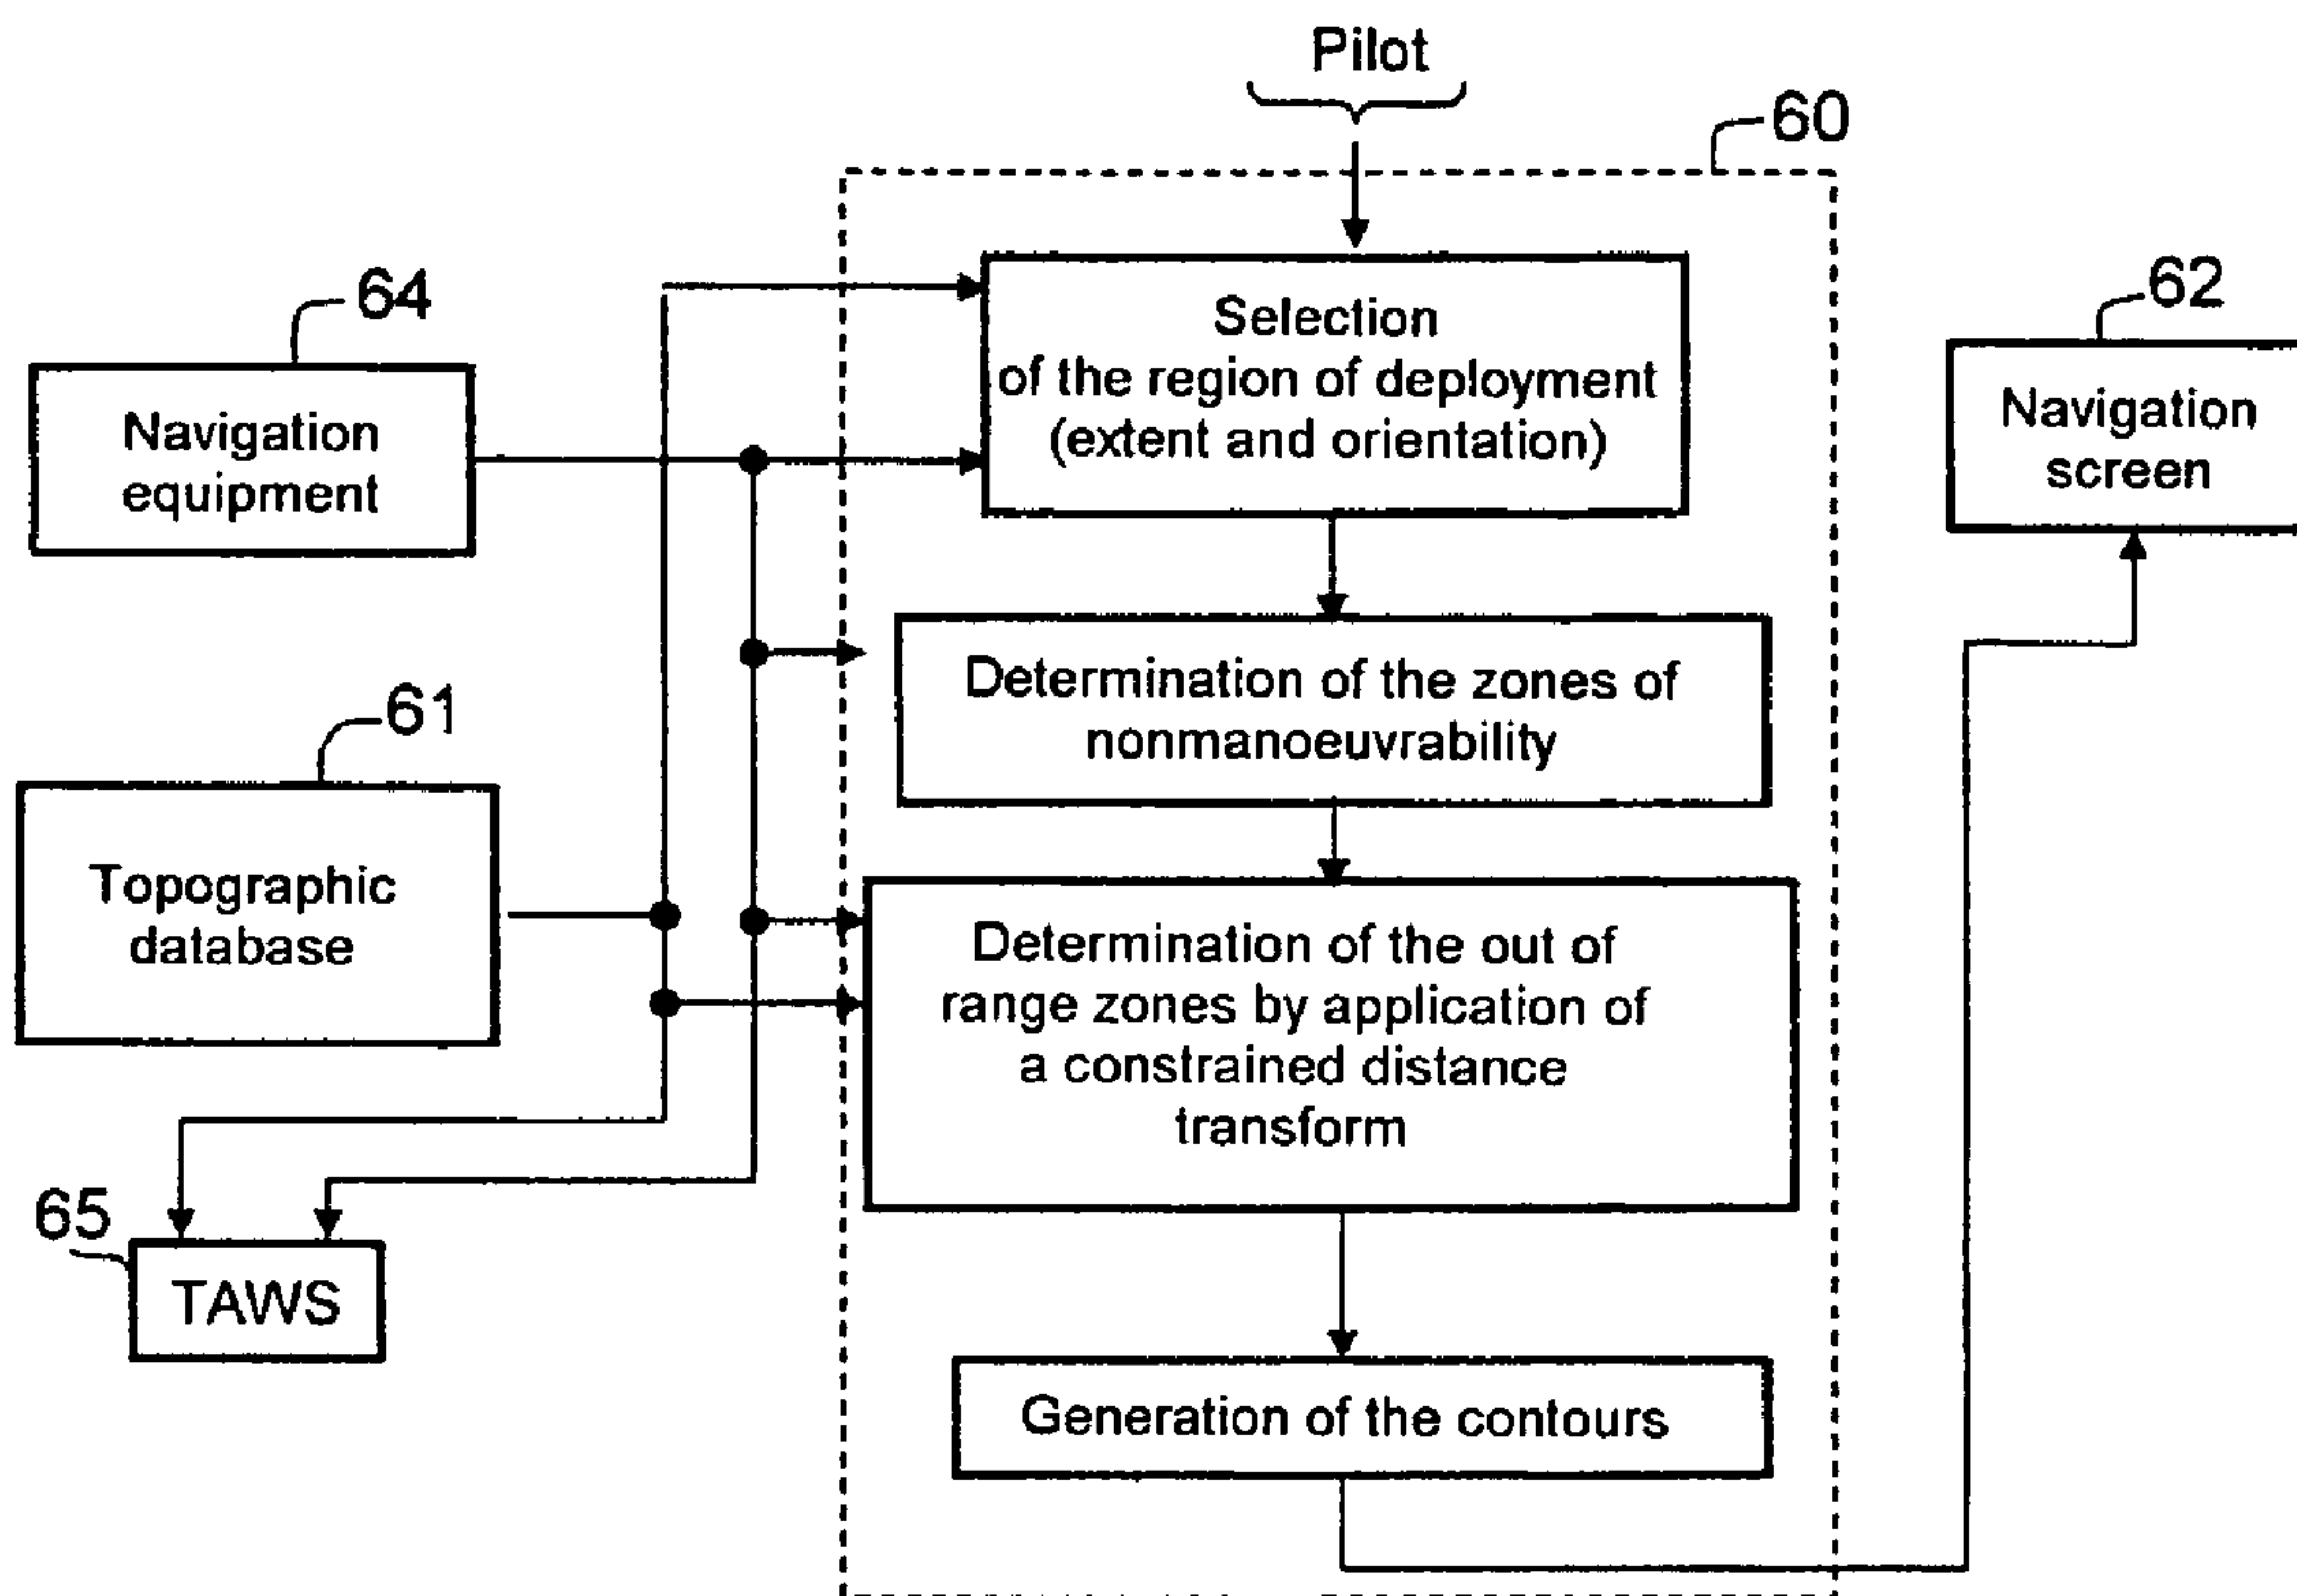 Pilot
60
64
Navigation
equipment
Selection
of the region of deployment
(extent and orientation)
62
Navigation
screen
61
Topographic
database
Determination of the zones of
nonmanoeuvrability
Determination of the out of
range zones by application of
a constrained distance
transform
65
TAWS
Generation of the contours